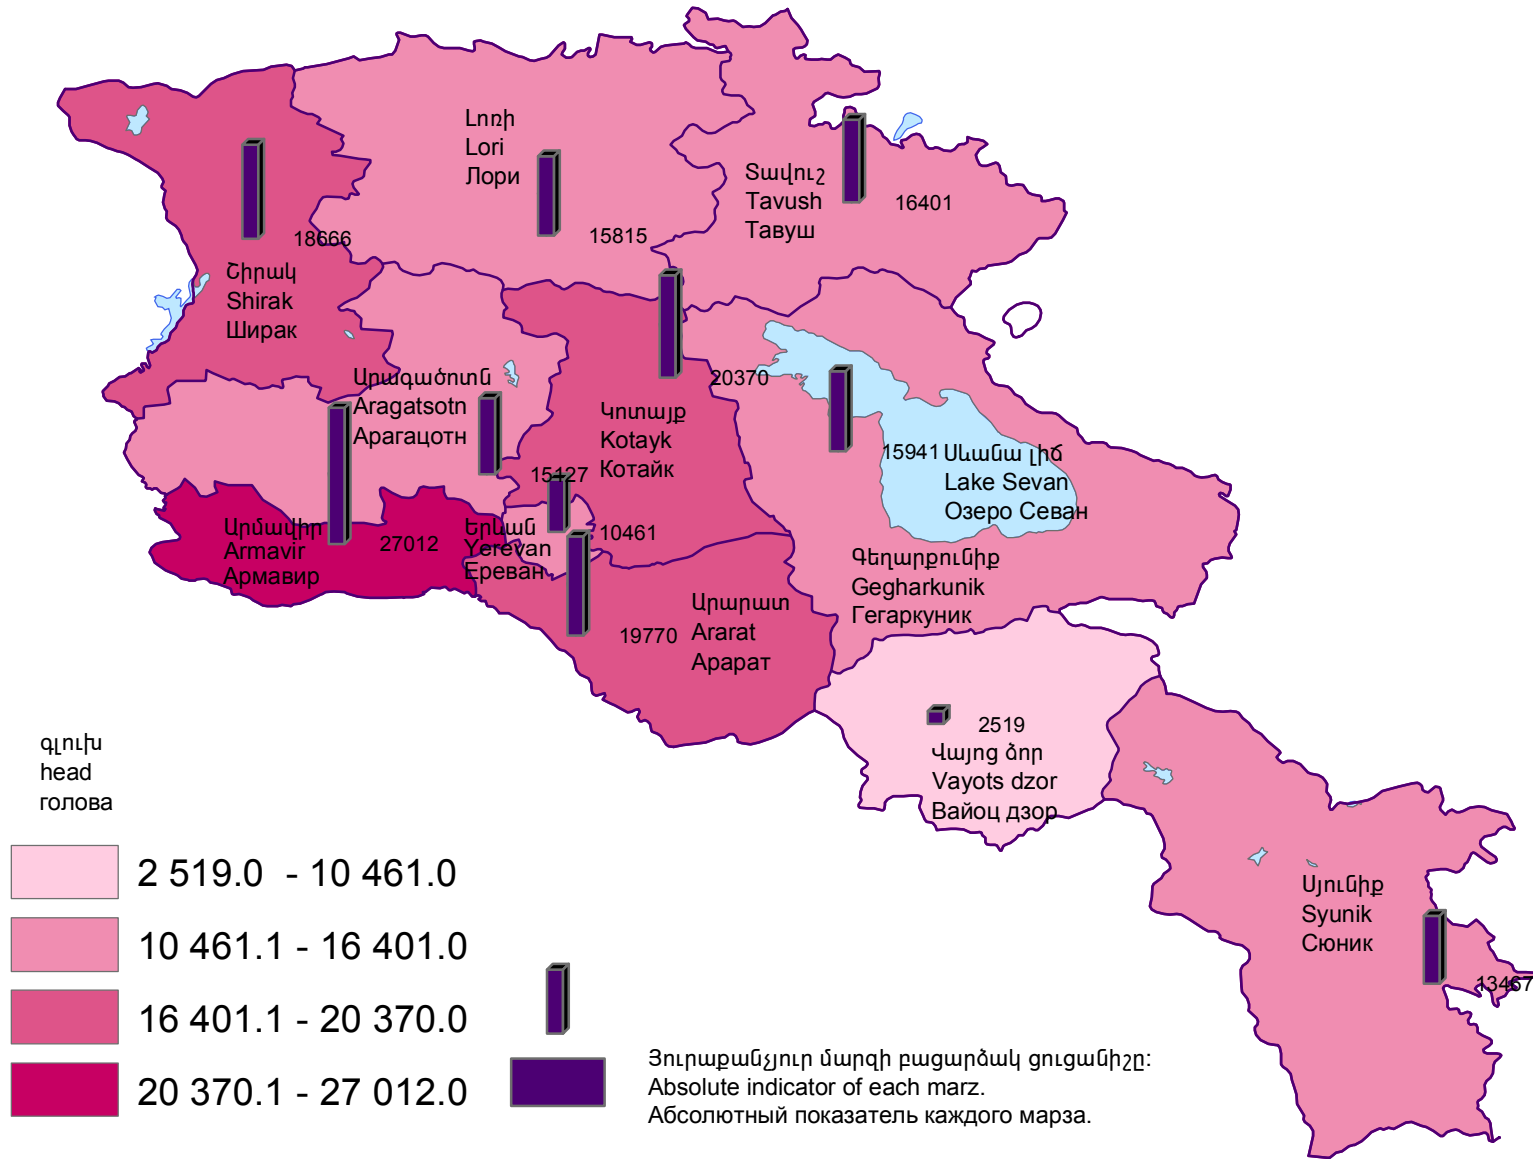 Լոռի
Lori
Лори
15815
Տավուշ
Tavush
Тавуш
16401
18666
Շիրակ
Shirak
Ширак
Արագածոտն
Aragatsotn
Арагацотн
15127
20370
Կոտայք
Kotayk
Котайк
15941
Սևանա լիճ
Lake Sevan
Озеро Севан
Գեղարքունիք
Gegharkunik
Гегаркуник
Արմավիր
Armavir
Армавир
27012
Երևան
Yerevan
Ереван
10461
19770
Արարատ
Ararat
Арарат
2519
Վայոց ձոր
Vayots dzor
Вайоц дзор
Սյունիք
Syunik
Сюник
13467
գլուխ
head
голова
2 519.0 - 10 461.0
10 461.1 - 16 401.0
16 401.1 - 20 370.0
20 370.1 - 27 012.0
Յուրաքանչյուր մարզի բացարձակ ցուցանիշը:
Absolute indicator of each marz.
Абсолютный показатель каждого марза.